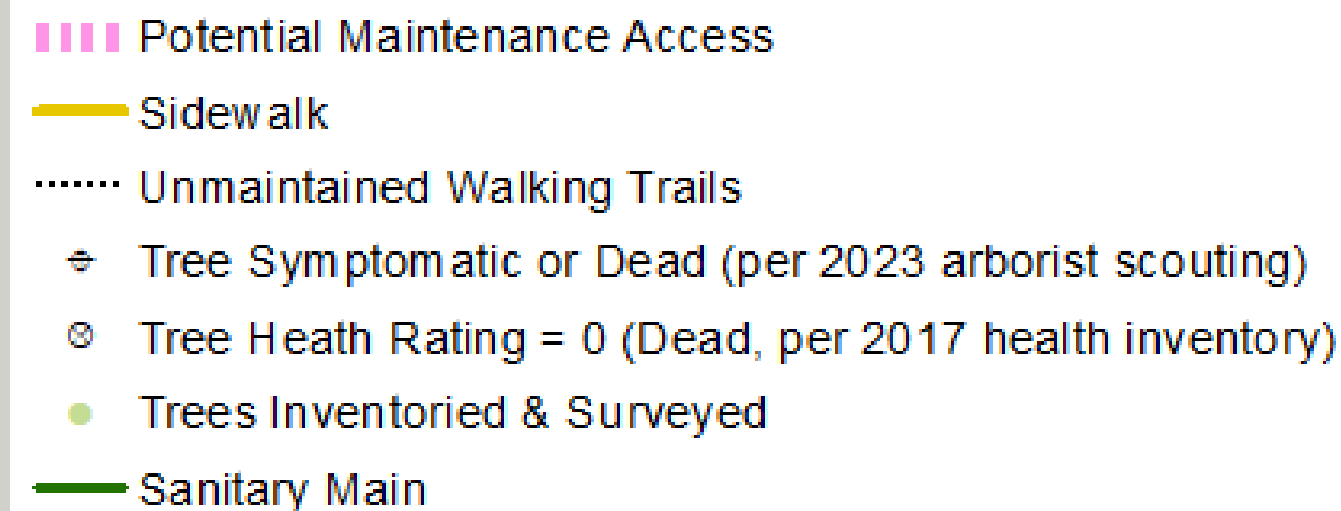 Potential Maintenance Access
Sidewalk
Unmaintained Walking Trails
Tree Symptomatic or Dead (per 2023 arborist scouting)
Tree Heath Rating = 0 (Dead, per 2017 health inventory)
Trees Inventoried & Surveyed
Sanitary Main